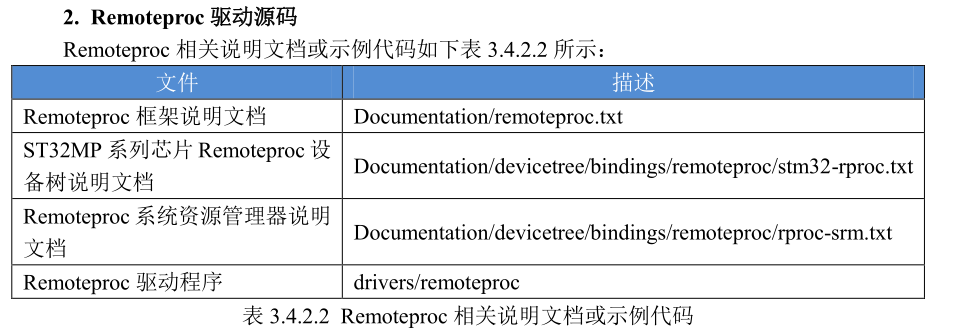 2. Remoteproc 驱动源码
Remoteproc 相关说明文档或示例代码如下表 3.4.2.2 所示：
文件 描述
Remoteproc 框架说明文档 Documentation/remoteproc.txt
ST32MP 系列芯片 Remoteproc 设
备树说明文档 Documentation/devicetree/bindings/remoteproc/stm32-rproc.txt
Remoteproc 系统资源管理器说明
文档 Documentation/devicetree/bindings/remoteproc/rproc-srm.txt
Remoteproc 驱动程序 drivers/remoteproc
表 3.4.2.2 Remoteproc 相关说明文档或示例代码